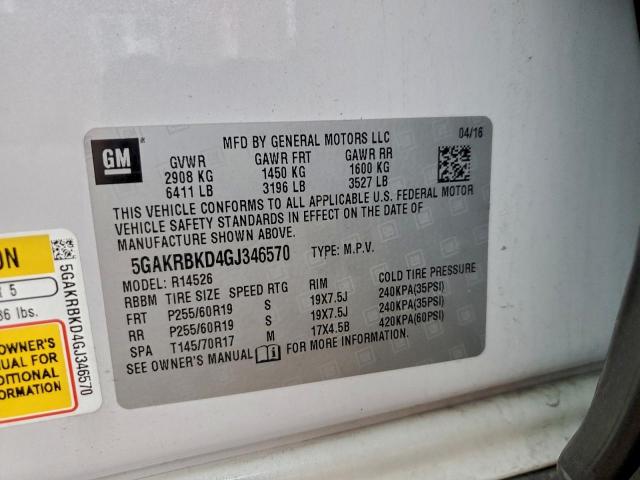 MFD BY GENERAL MOTORS LLC 04/16
GM
GVWR GAWR FRT GAWR RR
2908 KG 1450 KG 1600 KG
6411 LB 3196 LB 3527 LB
THIS VEHICLE CONFORMS TO ALL APPLICABLE U.S. FEDERAL MOTOR
VEHICLE SAFETY STANDARDS IN EFFECT ON THE DATE OF
MANUFACTURE SHOWN ABOVE.
5GAKRBKD4GJ346570 TYPE: M.P.V.
MODEL: R14526
RBBM TIRE SIZE SPEED RTG RIM COLD TIRE PRESSURE
FRT P255/60R19 S 19X7.5J 240KPA(35PSI)
RR P255/60R19 S 19X7.5J 240KPA(35PSI)
SPA T145/70R17 M 17X4.5B 420KPA(60PSI)
SEE OWNER'S MANUAL FOR MORE INFORMATION.
5
lbs.
OWNER'S
MANUAL FOR
INFORMATION
5GAKRBKD4GJ346570